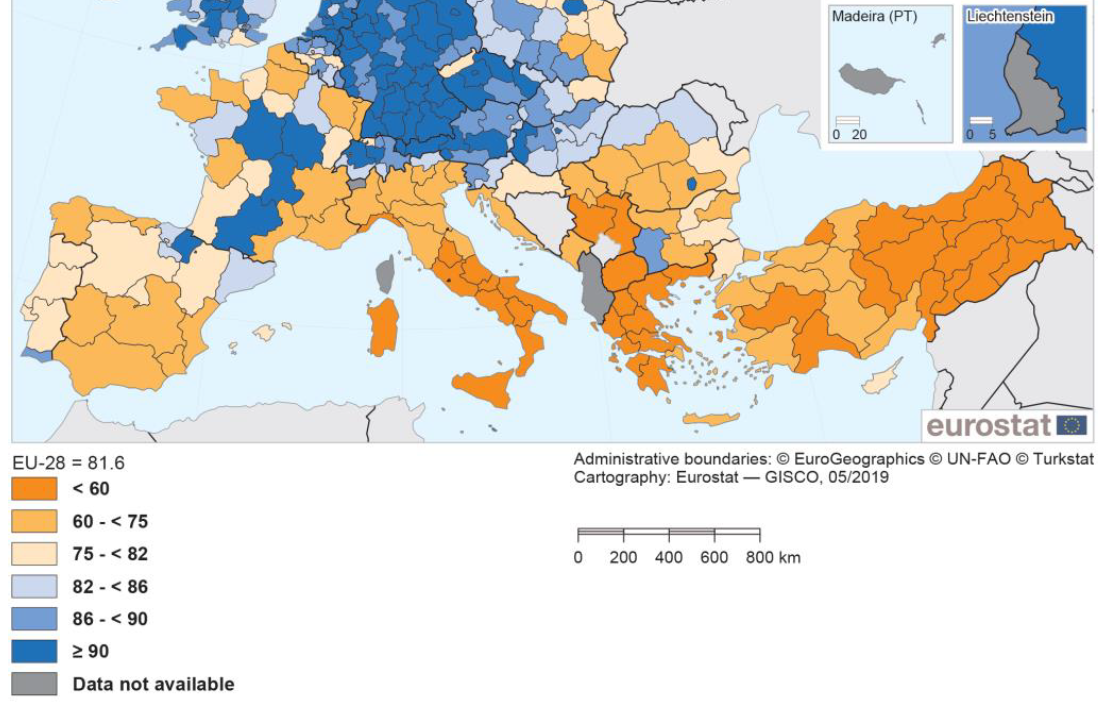 Madeira (PT)
0 20
Liechtenstein
0 5
eurostat
EU-28 = 81.6
< 60
60 - < 75
75 - < 82
82 - < 86
86 - < 90
≥ 90
Data not available
Administrative boundaries: © EuroGeographics © UN-FAO © Turkstat
Cartography: Eurostat — GISCO, 05/2019
0 200 400 600 800 km